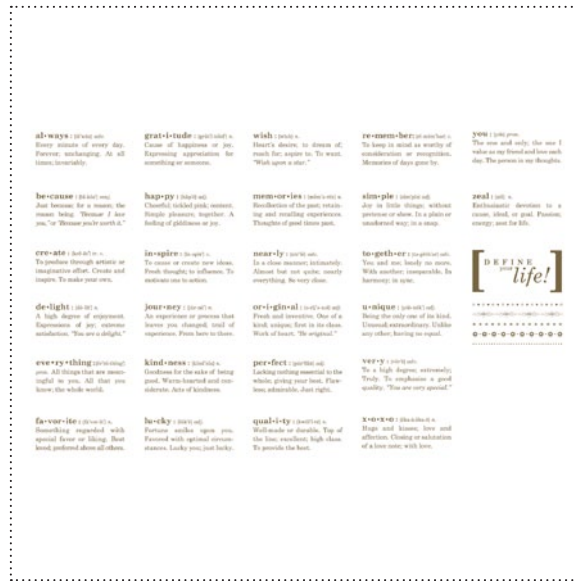 al•ways
Every minute of every day.
Forever, unchanging. At all
times; invariably.
be•cause
Just because; for a reason; the
reason being. "Because I love
you," or "Because you're worth it."
cre•ate
To produce through artistic or
imaginative effort. Create and
inspire. To make your own.
de•light
A high degree of enjoyment.
Expressions of joy; extreme
satisfaction. "You are a delight."
eve•ry•thing
pron. All things that are mean-
ingful to you. All that you
know; the whole world.
fa•vor•ite
Something regarded with
special favor or liking. Best
loved; preferred above all others.
grat•i•tude
Cause of happiness or joy.
Expressing appreciation for
something or someone.
hap•py
Cheerful; tickled pink; content.
Simple pleasure, together. A
feeling of giddiness or joy.
in•spire
To cause or create new ideas.
Fresh thought; to influence. To
motivate one to action.
jour•ney
An experience or process that
leaves you changed; trail of
experience. From here to there.
kind•ness
Goodness for the sake of being
good. Warm-hearted and con-
siderate. Acts of kindness.
lu•cky
Fortune smiles upon you.
Favored with optimal circum-
stances. Lucky you; just lucky.
wish
Heart's desire, to dream of;
reach for; aspire to. To want.
"Wish upon a star."
mem•or•ies
Recollection of the past; retain-
ing and recalling experiences.
Thoughts of good times past.
near•ly
In a close manner; intimately.
Almost but not quite; nearly
everything. So very close.
or•i•gin•al
Fresh and inventive. One of a
kind; unique; first in its class.
Work of heart. "Be original."
per•fect
Lacking nothing essential to the
whole; giving your best. Flaw-
less; admirable. Just right.
qual•i•ty
Well-made or durable. Top of
the line; excellent; high class.
To provide the best.
re•mem•ber
To keep in mind as worthy of
consideration or recognition.
Memories of days gone by.
sim•ple
Joy in little things; without
pretense or show. In a plain or
unadorned way; in a snap.
to•geth•er
You and me; lonely no more.
With another; inseparable. In
harmony; in sync.
u•nique
Being the only one of its kind.
Unusual; extraordinary. Unlike
any other; having no equal.
ver•y
To a high degree; extremely;
Truly. To emphasize a good
quality. "You are very special."
x•o•x•o
Hugs and kisses; love and
affection. Closing or salutation
of a love note; with love.
you
The one and only; the one I
value as my friend and love each
day. The person in my thoughts.
zeal
Enthusiastic devotion to a
cause, ideal, or goal. Passion;
energy; zest for life.
DEFINE
your
life!